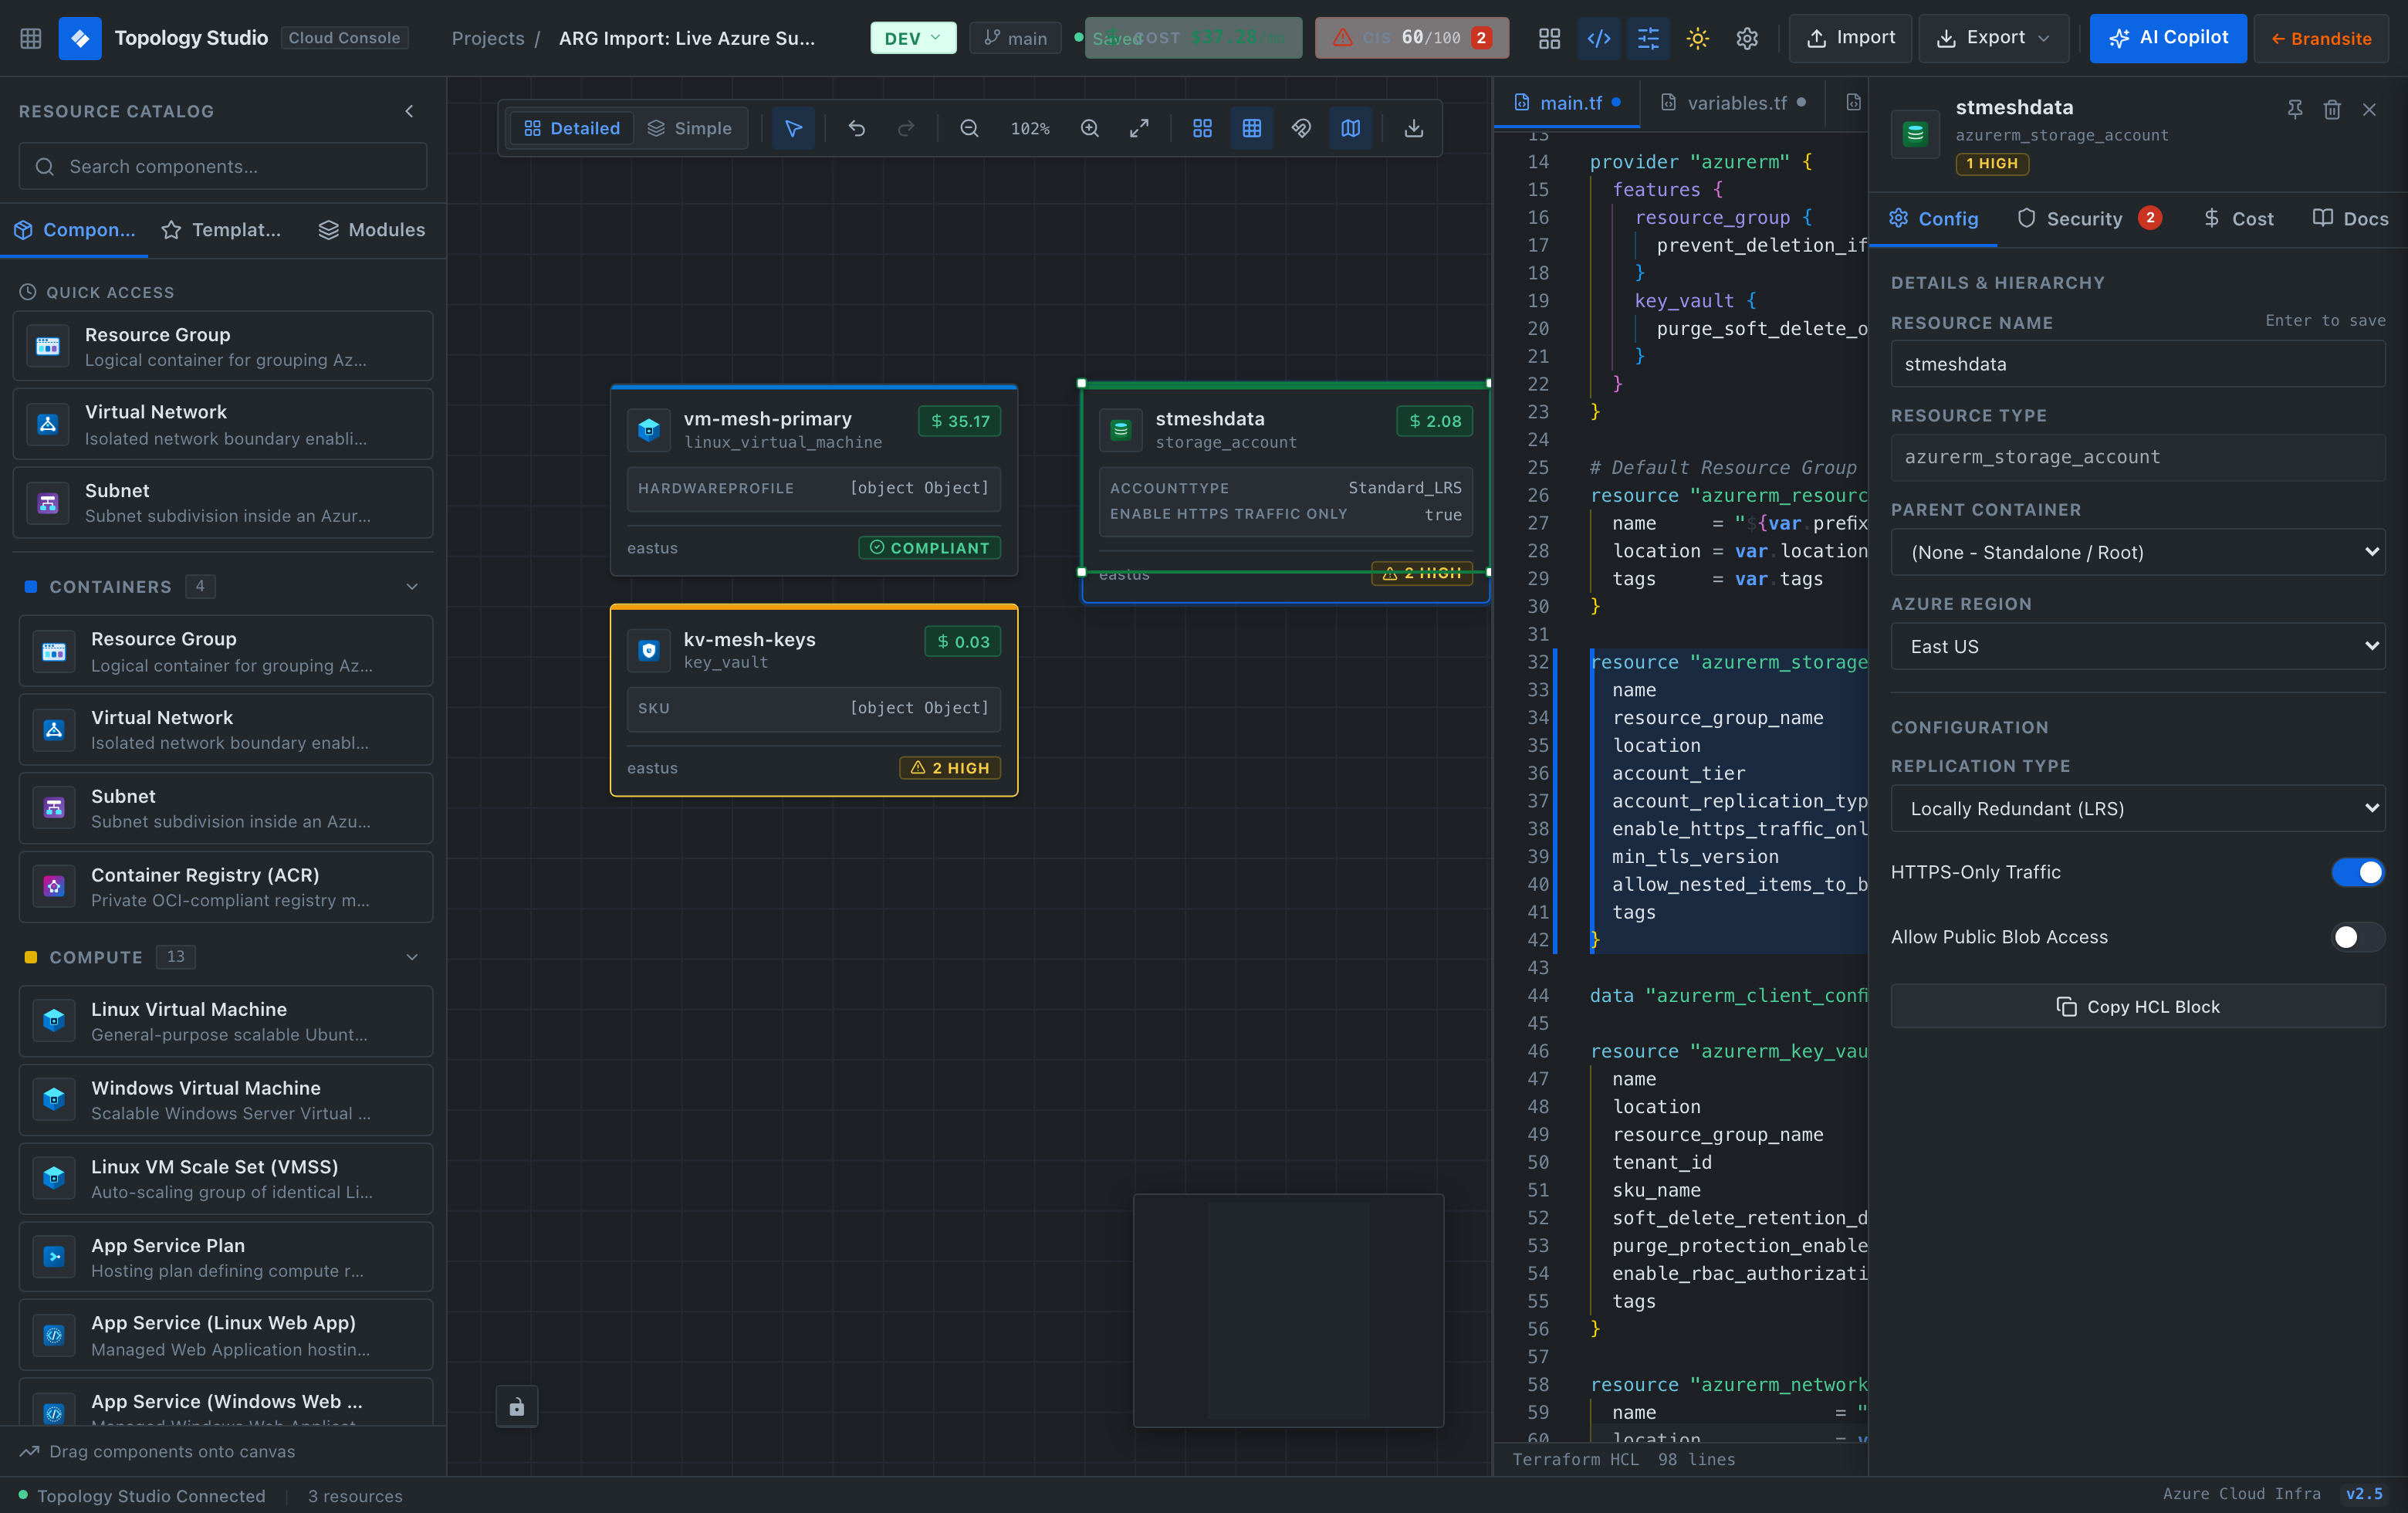 Topology Studio
Cloud Console
Projects /
ARG Import: Live Azure Su...
DEV
main
Saved
COST
$37.28
CIS 60/100 2
Import
Export
AI Copilot
← Brandsite
RESOURCE CATALOG
Search components...
Compon...
Templat...
Modules
QUICK ACCESS
Resource Group
Logical container for grouping Az...
Virtual Network
Isolated network boundary enabli...
Subnet
Subnet subdivision inside an Azur...
CONTAINERS 4
Resource Group
Logical container for grouping Az...
Virtual Network
Isolated network boundary enabl...
Subnet
Subnet subdivision inside an Azu...
Container Registry (ACR)
Private OCI-compliant registry m...
COMPUTE 13
Linux Virtual Machine
General-purpose scalable Ubunt...
Windows Virtual Machine
Scalable Windows Server Virtual ...
Linux VM Scale Set (VMSS)
Auto-scaling group of identical Li...
App Service Plan
Hosting plan defining compute r...
App Service (Linux Web App)
Managed Web Application hostin...
App Service (Windows Web ...
Managed Windows Web Applicat...
Drag components onto canvas
Detailed
Simple
102%
vm-mesh-primary
linux_virtual_machine
$ 35.17
HARDWAREPROFILE [object Object]
eastus
COMPLIANT
stmeshdata
storage_account
$ 2.08
ACCOUNTTYPE Standard_LRS
ENABLE HTTPS TRAFFIC ONLY true
eastus
2 HIGH
kv-mesh-keys
key_vault
$ 0.03
SKU [object Object]
eastus
2 HIGH
main.tf
variables.tf
13
14 provider "azurerm" {
15 features {
16 resource_group {
17 prevent_deletion_if
18 }
19 key_vault {
20 purge_soft_delete_o
21 }
22 }
23 }
24
25 # Default Resource Group
26 resource "azurerm_resourc
27 name = "${var.prefix
28 location = var.location
29 tags = var.tags
30 }
31
32 resource "azurerm_storage
33 name
34 resource_group_name
35 location
36 account_tier
37 account_replication_typ
38 enable_https_traffic_onl
39 min_tls_version
40 allow_nested_items_to_b
41 tags
42 }
43
44 data "azurerm_client_confi
45
46 resource "azurerm_key_vau
47 name
48 location
49 resource_group_name
50 tenant_id
51 sku_name
52 soft_delete_retention_d
53 purge_protection_enable
54 enable_rbac_authorizati
55 tags
56 }
57
58 resource "azurerm_network
59 name = "
60 location = v
Terraform HCL 98 lines
stmeshdata
azurerm_storage_account
1 HIGH
Config
Security 2
Cost
Docs
DETAILS & HIERARCHY
RESOURCE NAME
Enter to save
stmeshdata
RESOURCE TYPE
azurerm_storage_account
PARENT CONTAINER
(None - Standalone / Root)
AZURE REGION
East US
CONFIGURATION
REPLICATION TYPE
Locally Redundant (LRS)
HTTPS-Only Traffic
Allow Public Blob Access
Copy HCL Block
Topology Studio Connected
3 resources
Azure Cloud Infra
v2.5